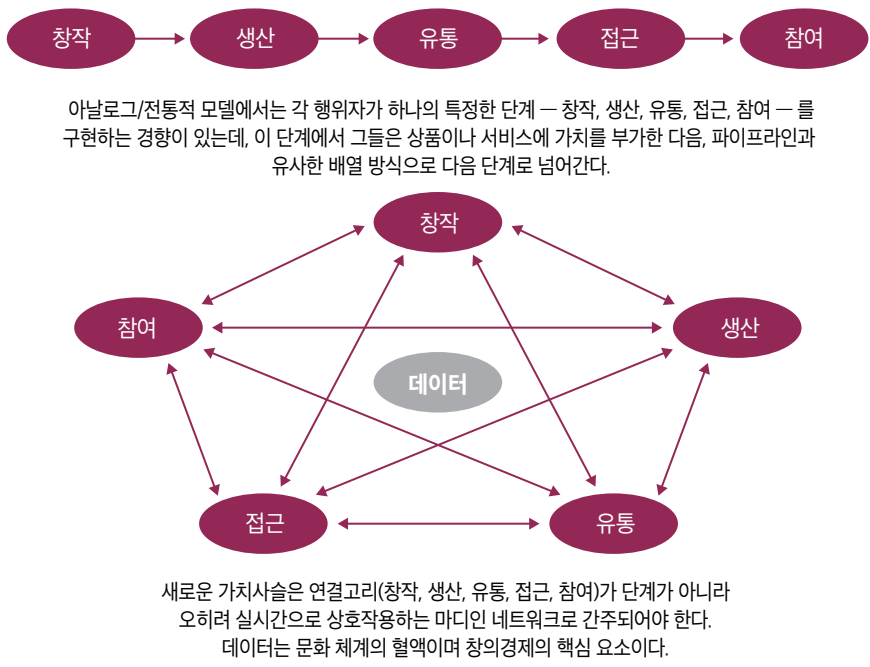 창작 생산 유통 접근 참여
아날로그/전통적 모델에서는 각 행위자가 하나의 특정한 단계 — 창작, 생산, 유통, 접근, 참여 — 를
구현하는 경향이 있는데, 이 단계에서 그들은 상품이나 서비스에 가치를 부가한 다음, 파이프라인과
유사한 배열 방식으로 다음 단계로 넘어간다.
창작
참여 생산
데이터
접근 유통
새로운 가치사슬은 연결고리(창작, 생산, 유통, 접근, 참여)가 단계가 아니라
오히려 실시간으로 상호작용하는 마디인 네트워크로 간주되어야 한다.
데이터는 문화 체계의 혈액이며 창의경제의 핵심 요소이다.